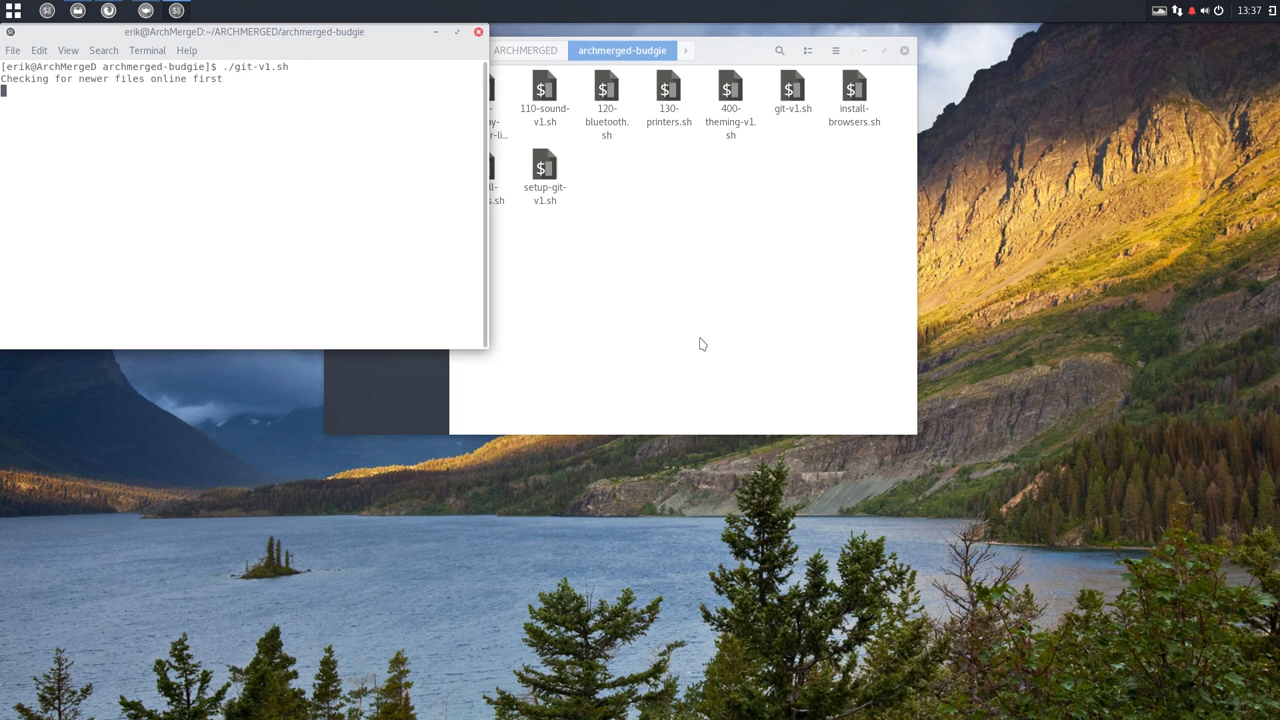 13:37
erik@ArchMergeD:~/ARCHMERGED/archmerged-budgie
File Edit View Search Terminal Help
[erik@ArchMergeD archmerged-budgie]$ ./git-v1.sh
Checking for newer files online first
ARCHMERGED archmerged-budgie
110-sound-
v1.sh
120-
bluetooth.
sh
130-
printers.sh
400-
theming-v1.
sh
git-v1.sh
install-
browsers.sh
setup-git-
v1.sh